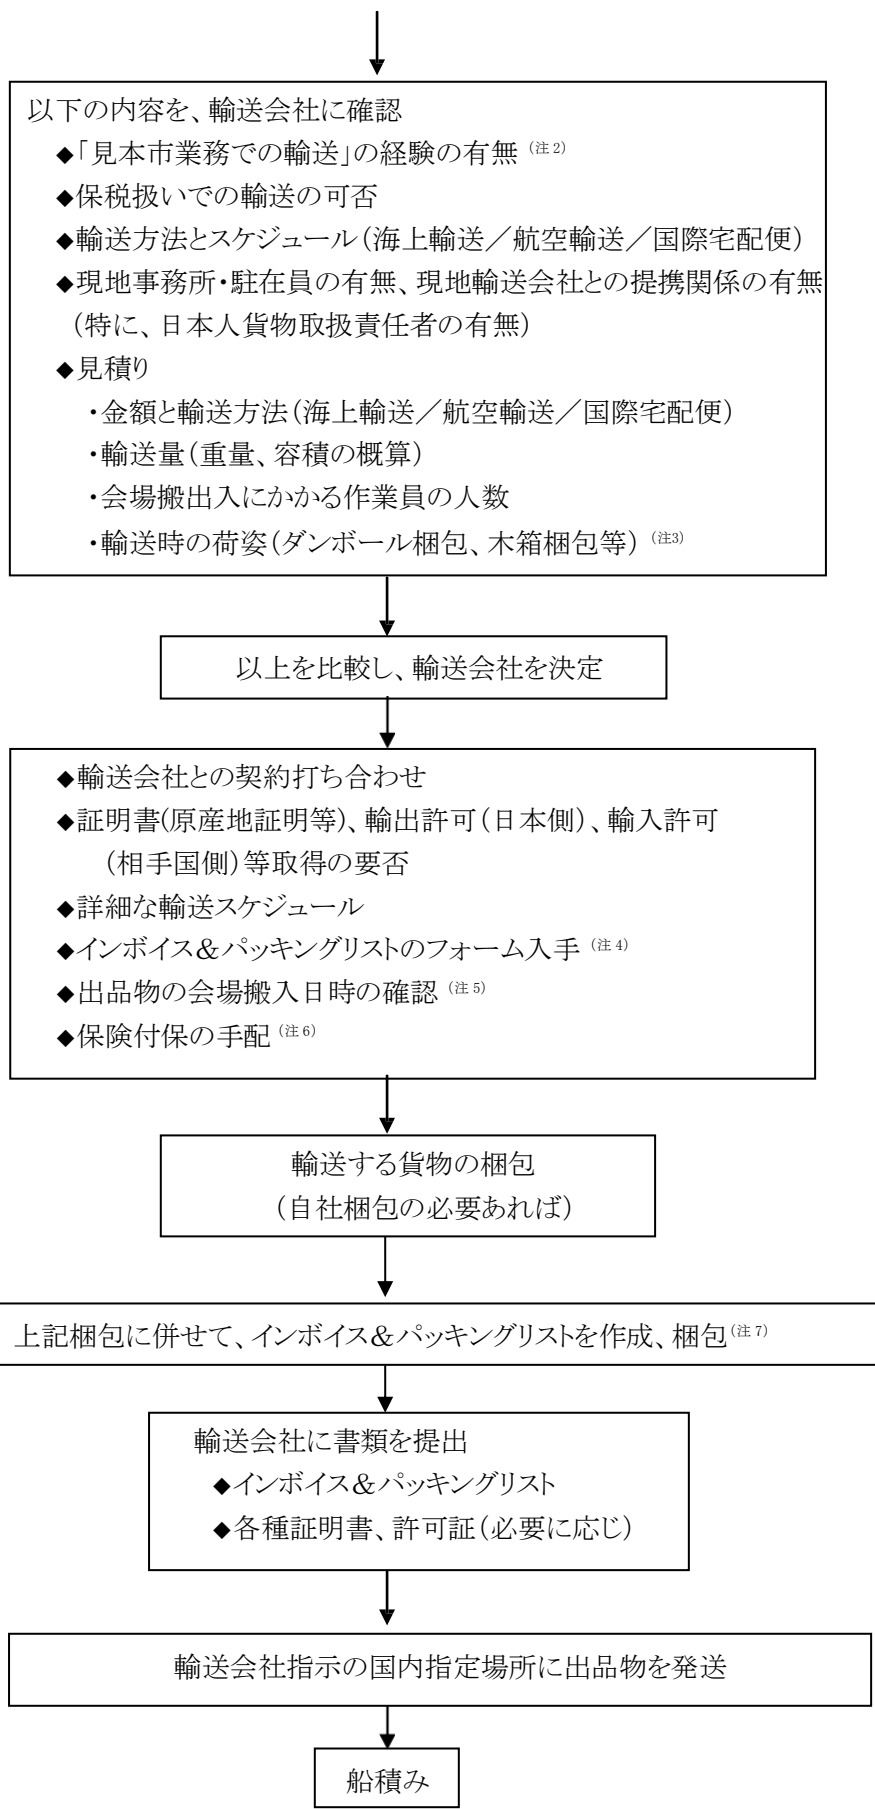 以下の内容を、輸送会社に確認
◆「見本市業務での輸送」の経験の有無(注2)
◆保税扱いでの輸送の可否
◆輸送方法とスケジュール(海上輸送／航空輸送／国際宅配便)
◆現地事務所・駐在員の有無、現地輸送会社との提携関係の有無
(特に、日本人貨物取扱責任者の有無)
◆見積り
・金額と輸送方法(海上輸送／航空輸送／国際宅配便)
・輸送量(重量、容積の概算)
・会場搬出入にかかる作業員の人数
・輸送時の荷姿(ダンボール梱包、木箱梱包等)(注3)
以上を比較し、輸送会社を決定
◆輸送会社との契約打ち合わせ
◆証明書(原産地証明等)、輸出許可(日本側)、輸入許可
(相手国側)等取得の要否
◆詳細な輸送スケジュール
◆インボイス&パッキングリストのフォーム入手(注4)
◆出品物の会場搬入日時の確認(注5)
◆保険付保の手配(注6)
輸送する貨物の梱包
(自社梱包の必要あれば)
上記梱包に併せて、インボイス&パッキングリストを作成、梱包(注7)
輸送会社に書類を提出
◆インボイス&パッキングリスト
◆各種証明書、許可証(必要に応じ)
輸送会社指示の国内指定場所に出品物を発送
船積み